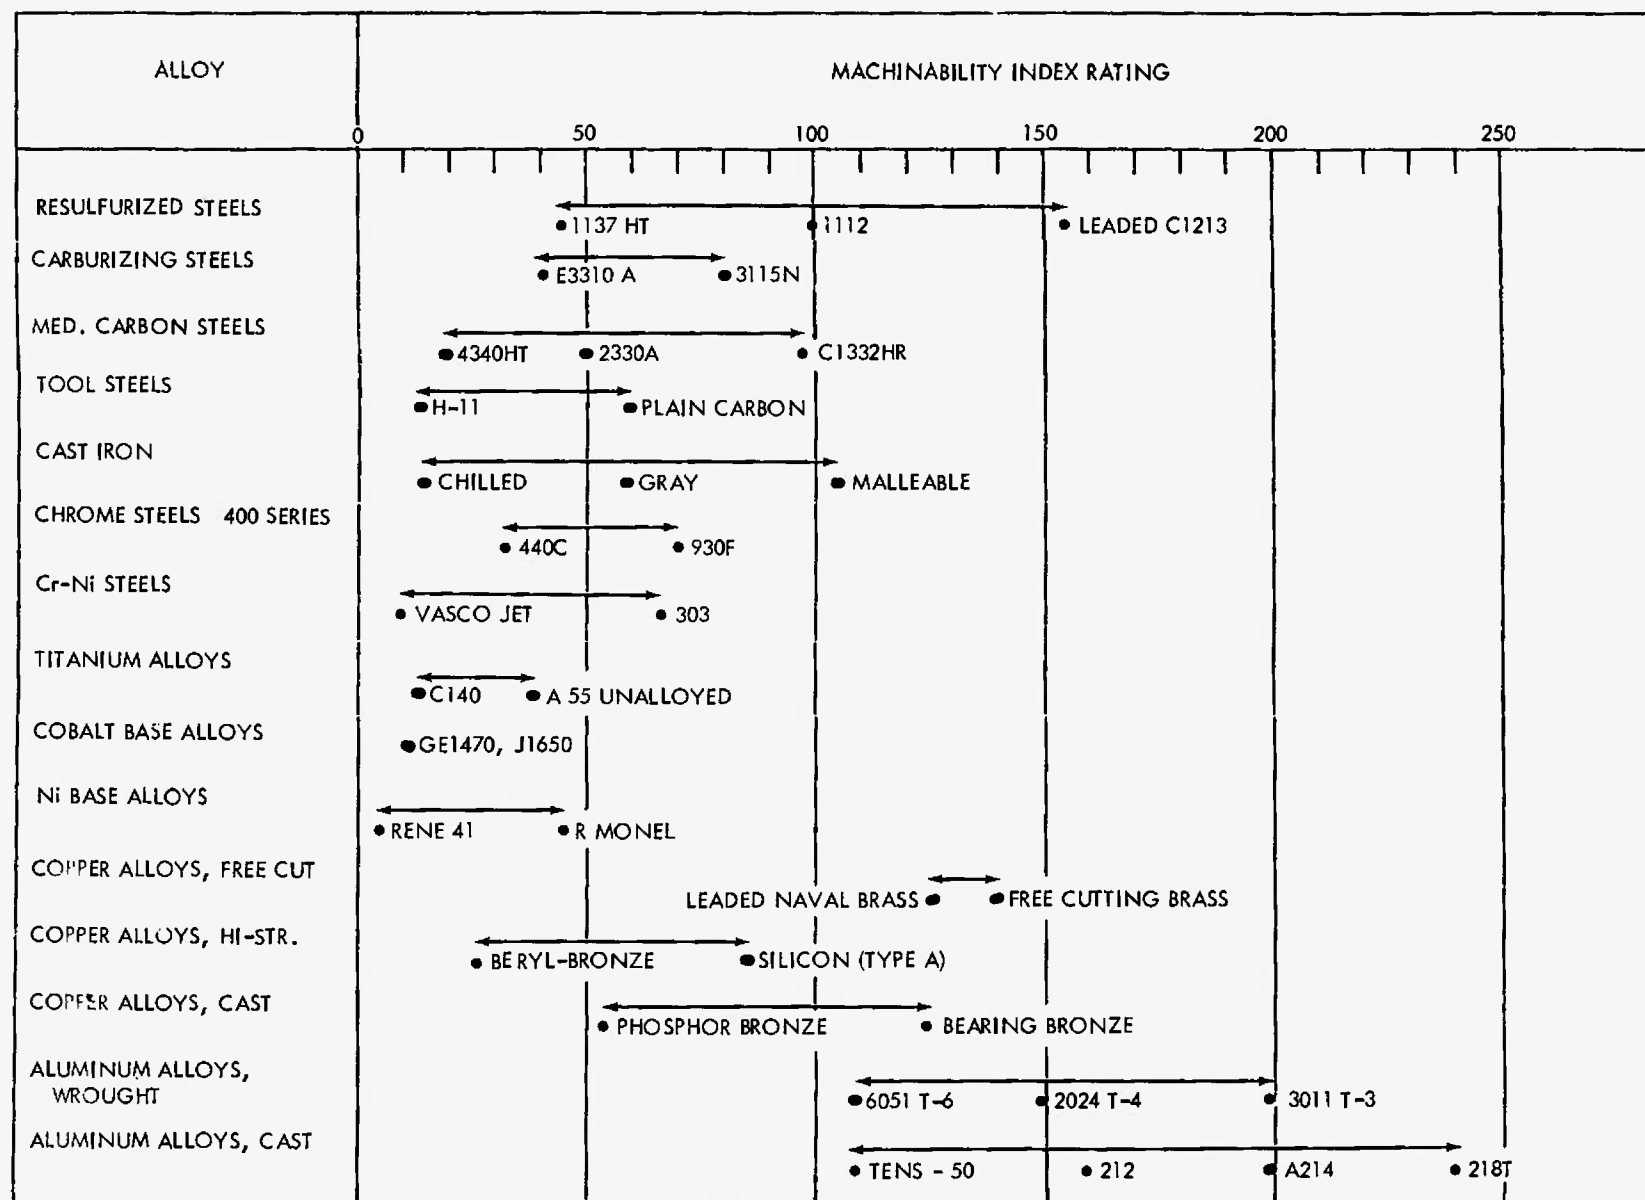 ALLOY
MACHINABILITY INDEX RATING
0 50 100 150 200 250
RESULFURIZED STEELS
1137 HT 1112 LEADED C1213
CARBURIZING STEELS
E3310 A 3115N
MED. CARBON STEELS
4340HT 2330A C1332HR
TOOL STEELS
H-11 PLAIN CARBON
CAST IRON
CHILLED GRAY MALLEABLE
CHROME STEELS 400 SERIES
440C 930F
Cr-Ni STEELS
VASCO JET 303
TITANIUM ALLOYS
C140 A 55 UNALLOYED
COBALT BASE ALLOYS
GE1470, J1650
Ni BASE ALLOYS
RENE 41 R MONEL
COPPER ALLOYS, FREE CUT
LEADED NAVAL BRASS FREE CUTTING BRASS
COPPER ALLOYS, HI-STR.
BERYL-BRONZE SILICON (TYPE A)
COPPER ALLOYS, CAST
PHOSPHOR BRONZE BEARING BRONZE
ALUMINUM ALLOYS,
WROUGHT
6051 T-6 2024 T-4 3011 T-3
ALUMINUM ALLOYS, CAST
TENS - 50 212 A214 218T